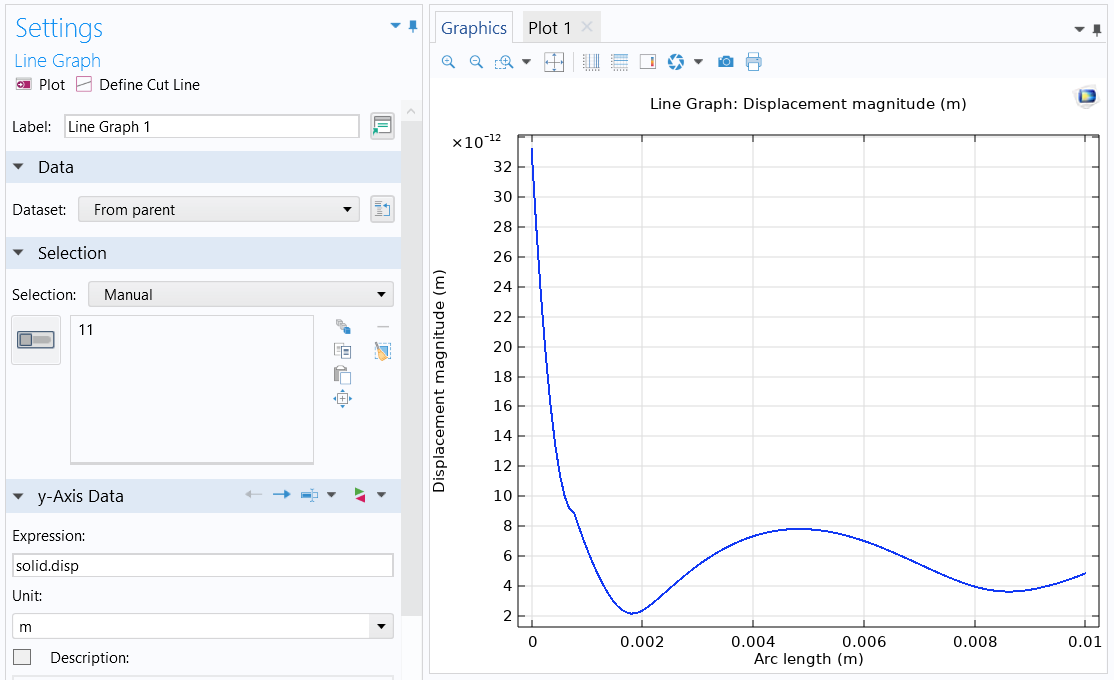 Settings
Line Graph
Plot Define Cut Line
Label: Line Graph 1
Data
Dataset: From parent
Selection
Selection: Manual
11
y-Axis Data
Expression:
solid.disp
Unit:
m
Description:
Graphics Plot 1
Line Graph: Displacement magnitude (m)
×10⁻¹²
32
30
28
26
24
22
20
18
16
14
12
10
8
6
4
2
Displacement magnitude (m)
0 0.002 0.004 0.006 0.008 0.01
Arc length (m)